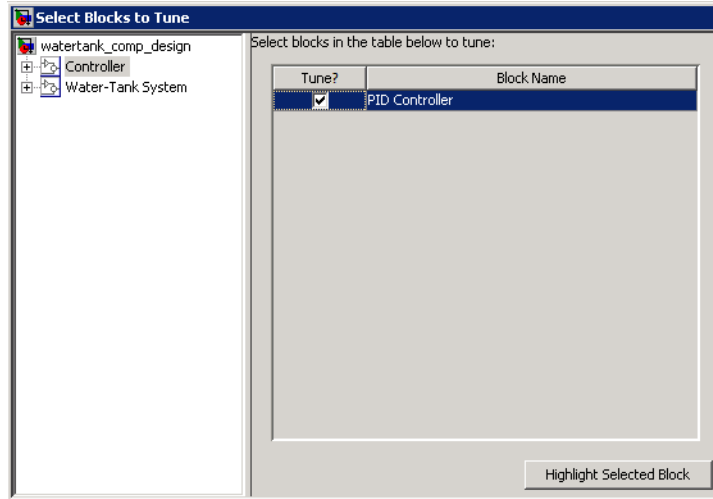 Select Blocks to Tune
watertank_comp_design
Controller
Water-Tank System
Select blocks in the table below to tune:
Tune? Block Name
PID Controller
Highlight Selected Block